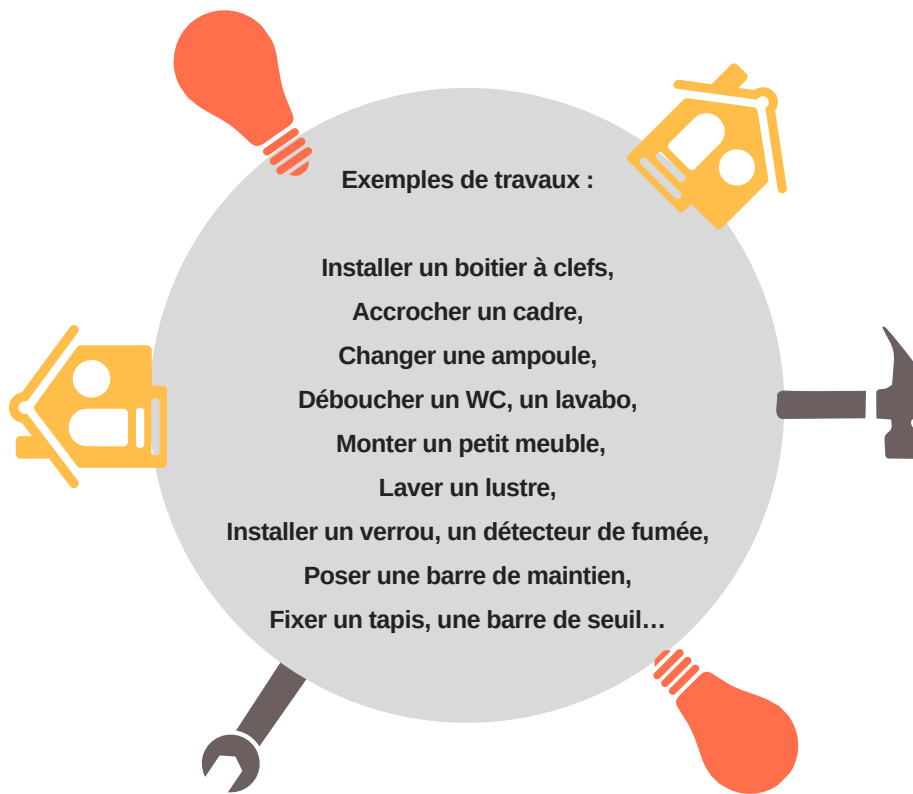 Exemples de travaux :
Installer un boitier à clefs,
Accrocher un cadre,
Changer une ampoule,
Déboucher un WC, un lavabo,
Monter un petit meuble,
Laver un lustre,
Installer un verrou, un détecteur de fumée,
Poser une barre de maintien,
Fixer un tapis, une barre de seuil…